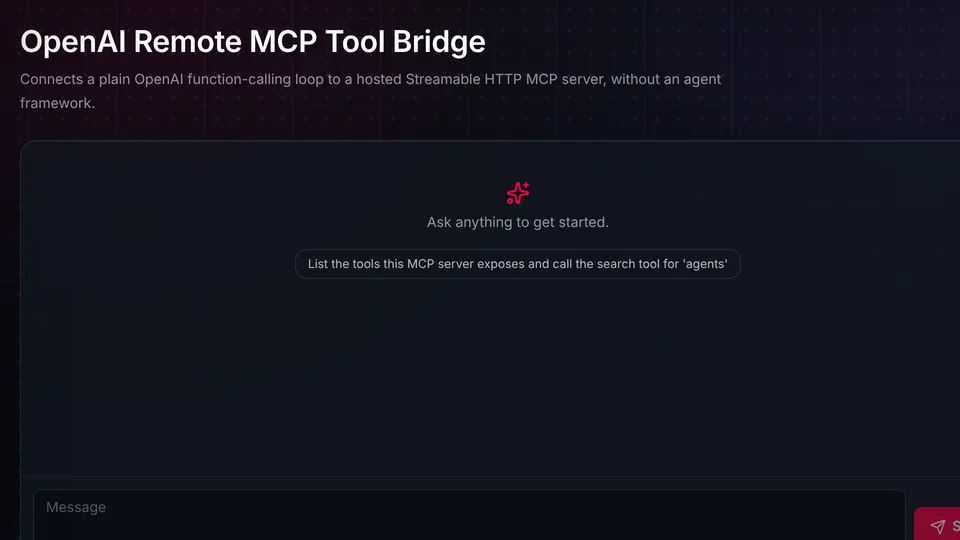 OpenAI Remote MCP Tool Bridge
Connects a plain OpenAI function-calling loop to a hosted Streamable HTTP MCP server, without an agent
framework.
Ask anything to get started.
List the tools this MCP server exposes and call the search tool for 'agents'
Message